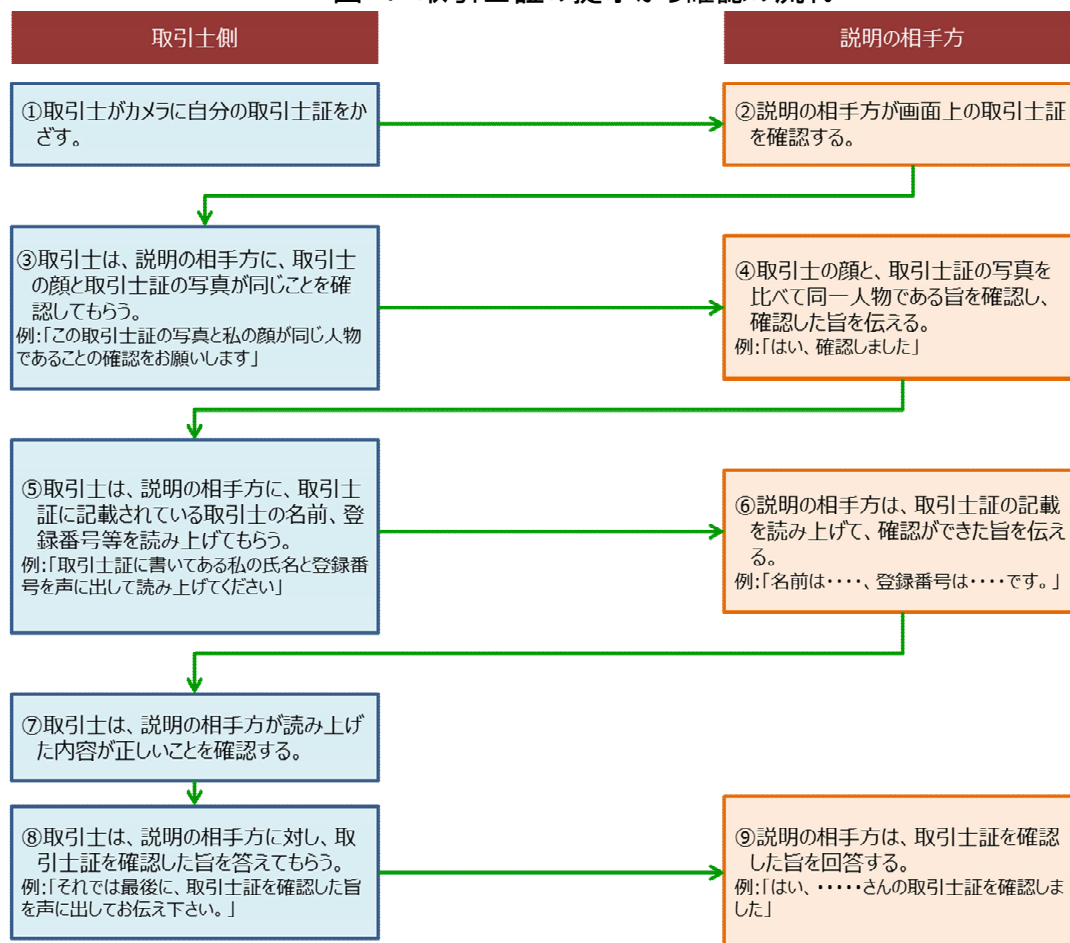 取引士側
説明の相手方
①取引士がカメラに自分の取引士証をか
ざす。
②説明の相手方が画面上の取引士証
を確認する。
③取引士は、説明の相手方に、取引士
の顔と取引士証の写真が同じことを確
認してもらう。
例:「この取引士証の写真と私の顔が同じ人物
であることの確認をお願いします」
④取引士の顔と、取引士証の写真を
比べて同一人物である旨を確認し、
確認した旨を伝える。
例:「はい、確認しました」
⑤取引士は、説明の相手方に、取引士
証に記載されている取引士の名前、登
録番号等を読み上げてもらう。
例:「取引士証に書いてある私の氏名と登録番
号を声に出して読み上げてください」
⑥説明の相手方は、取引士証の記載
を読み上げて、確認ができた旨を伝え
る。
例:「名前は・・・・、登録番号は・・・・です。」
⑦取引士は、説明の相手方が読み上げ
た内容が正しいことを確認する。
⑧取引士は、説明の相手方に対し、取
引士証を確認した旨を答えてもらう。
例:「それでは最後に、取引士証を確認した旨
を声に出してお伝え下さい。」
⑨説明の相手方は、取引士証を確認
した旨を回答する。
例:「はい、・・・・・さんの取引士証を確認しま
した」